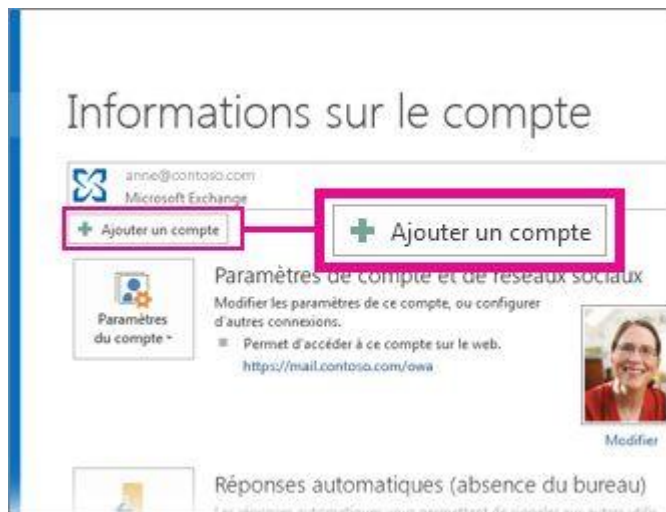 Informations sur le compte
anne@contoso.com
Microsoft Exchange
Ajouter un compte
Ajouter un compte
Paramètres de compte et de réseaux sociaux
Modifier les paramètres de ce compte, ou configurer
d'autres connexions.
Permet d'accéder à ce compte sur le web.
https://mail.contoso.com/owa
Paramètres
du compte
Modifier
Réponses automatiques (absence du bureau)